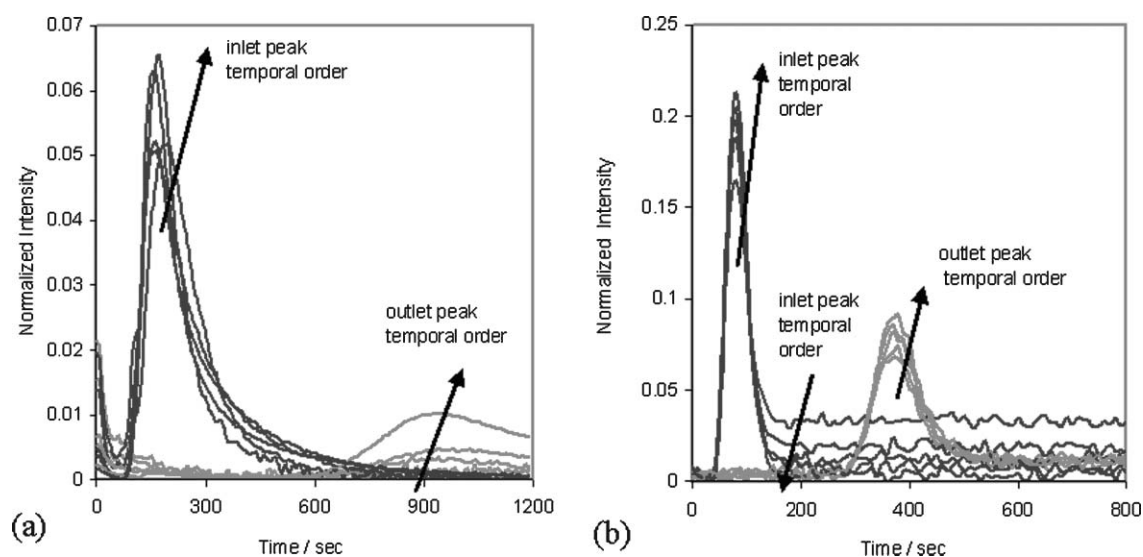 0.07
0.06
0.05
0.04
0.03
0.02
0.01
0
Normalized Intensity
inlet peak
temporal order
outlet peak
temporal order
0
300
600
900
1200
Time / sec
(a)
0.25
0.2
0.15
0.1
0.05
0
Normalized Intensity
inlet peak
temporal
order
outlet peak
temporal order
inlet peak
temporal
order
0
200
400
600
800
Time / sec
(b)